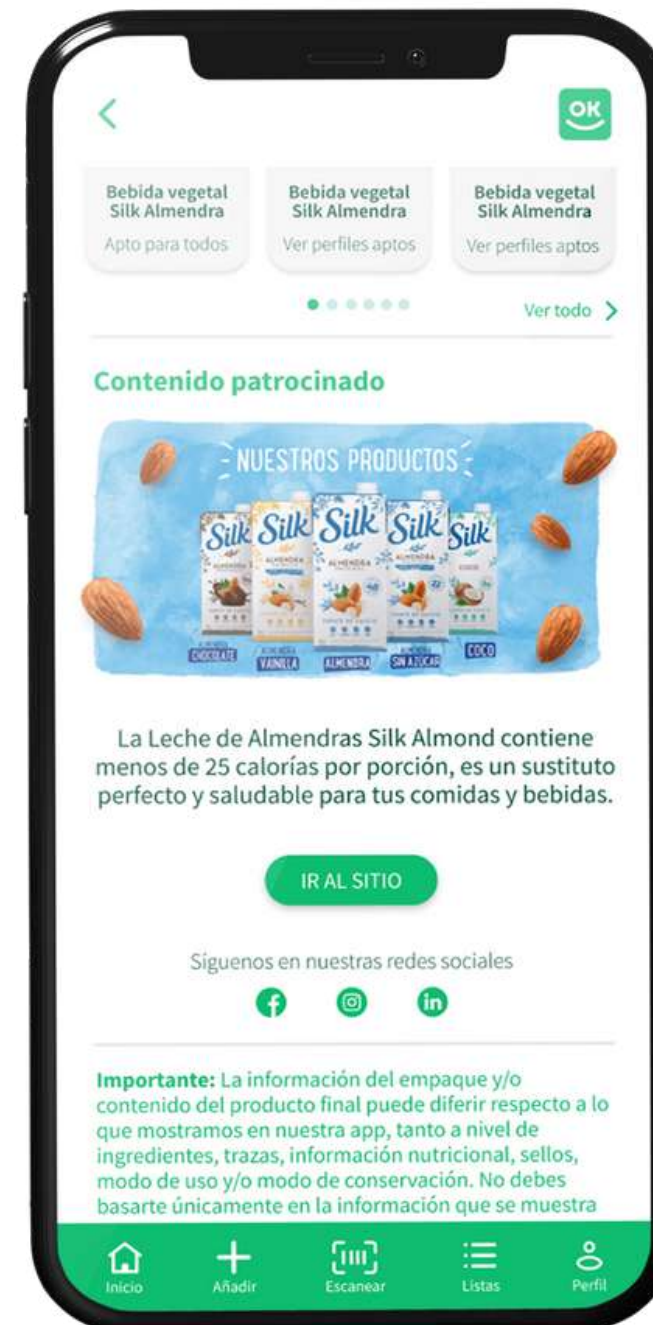 OK
Bebida vegetal
Silk Almendra
Apto para todos
Bebida vegetal
Silk Almendra
Ver perfiles aptos
Bebida vegetal
Silk Almendra
Ver perfiles aptos
Ver todo
Contenido patrocinado
NUESTROS PRODUCTOS
Silk
Silk
Silk
Silk
Silk
ALMENDRA
ALMENDRA
ALMENDRA
CHOCOLATE
VAINILLA
ALMENDRA
SIN AZÚCAR
COCO
La Leche de Almendras Silk Almond contiene
menos de 25 calorías por porción, es un sustituto
perfecto y saludable para tus comidas y bebidas.
IR AL SITIO
Síguenos en nuestras redes sociales
f
in
Importante: La información del empaque y/o
contenido del producto final puede diferir respecto a lo
que mostramos en nuestra app, tanto a nivel de
ingredientes, trazas, información nutricional, sellos,
modo de uso y/o modo de conservación. No debes
basarte únicamente en la información que se muestra
Inicio
Añadir
Escanear
Listas
Perfil